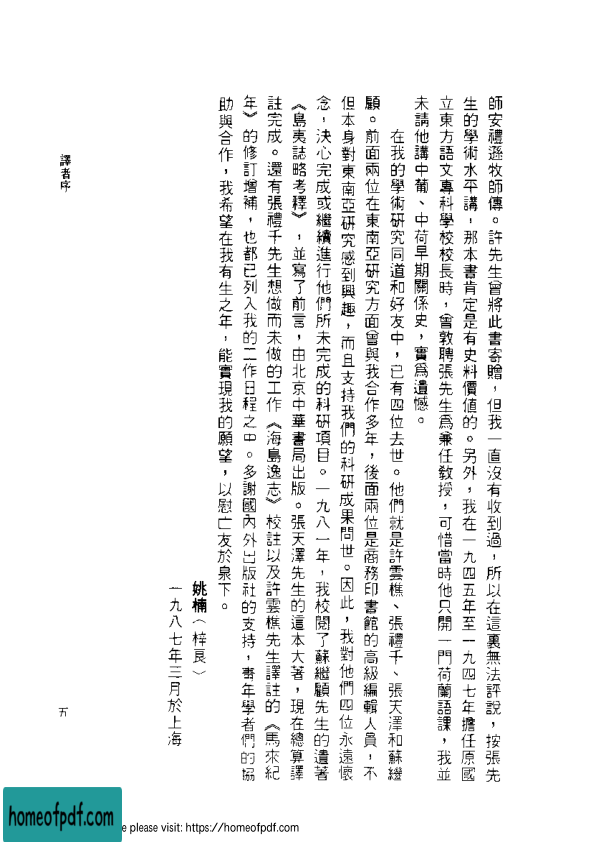 師安禮遜牧師傳。許先生曾將此書寄贈，但我一直沒有收到過，所以在這裏無法評說，按張先
生的學術水平講，那本書肯定是有史料價值的。另外，我在一九四五年至一九四七年擔任原國
立東方語文專科學校校長時，曾敦聘張先生爲兼任敎授，可惜當時他只開一門荷蘭語課，我並
未請他講中葡、中荷早期關係史，實爲遺憾。
在我的學術研究同道和好友中，已有四位去世。他們就是許雲樵、張禮千、張天澤和蘇繼
顧。前面兩位在東南亞研究方面曾與我合作多年，後面兩位是商務印書館的高級編輯人員，不
但本身對東南亞研究感到興趣，而且支持我們的科研成果問世。因此，我對他們四位永遠懷
念，決心完成或繼續進行他們所未完成的科研項目。一九八一年，我校閱了蘇繼顧先生的遺著
《島夷誌略考釋》，並寫了前言，由北京中華書局出版。張天澤先生的這本大著，現在總算譯
註完成。還有張禮千先生想做而未做的工作《海島逸志》校註以及許雲樵先生譯註的《馬來紀
年》的修訂增補，也都已列入我的工作日程之中。多謝國內外出版社的支持，靑年學者們的協
助與合作，我希望在我有生之年，能實現我的願望，以慰亡友於泉下。
姚楠（梓良）
一九八七年三月於上海
譯者序
五
homeofpdf.com
e please visit: https://homeofpdf.com